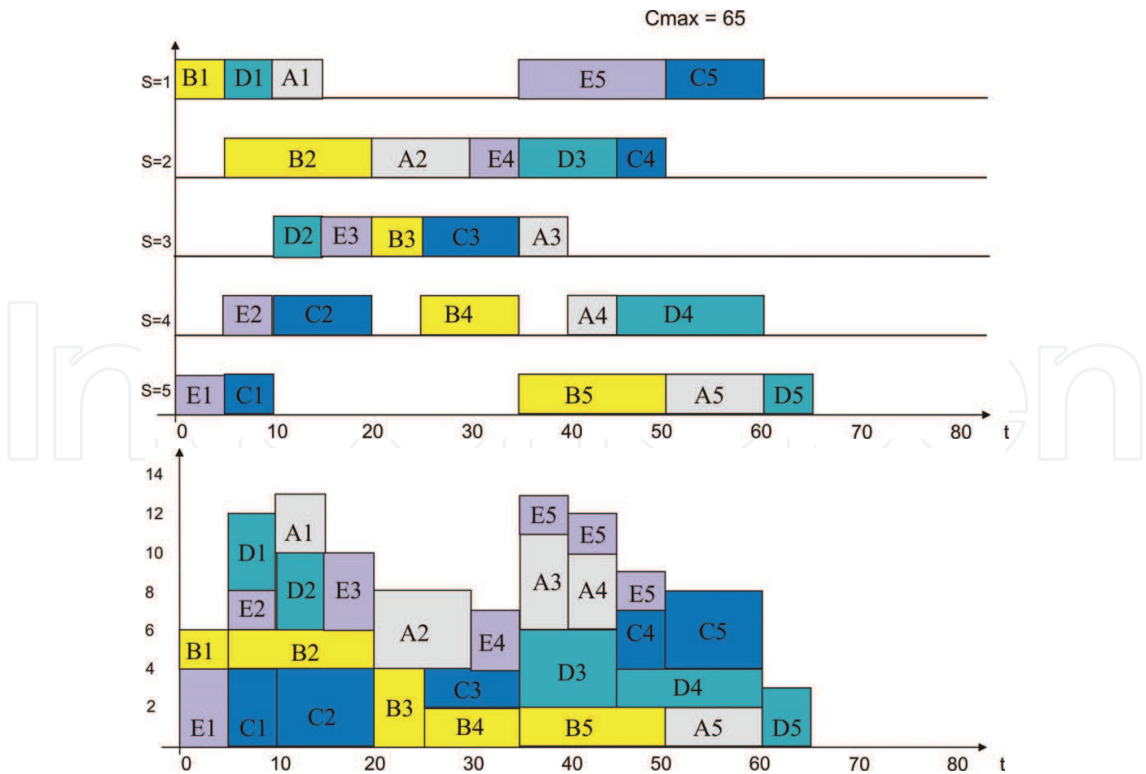 Cmax = 65
S=1 B1 D1 A1 E5 C5
S=2 B2 A2 E4 D3 C4
S=3 D2 E3 B3 C3 A3
S=4 E2 C2 B4 A4 D4
S=5 E1 C1 B5 A5 D5
0 10 20 30 40 50 60 70 80 t
14
12 E5
A1 E5
D1
10
A3 A4 E5
D2 E3
8
E2 A2 C4 C5
6
B1 B2 E4
D3
4
C3 D4
2 B3
E1 C1 C2 B4 B5 A5 D5
0 10 20 30 40 50 60 70 80 t